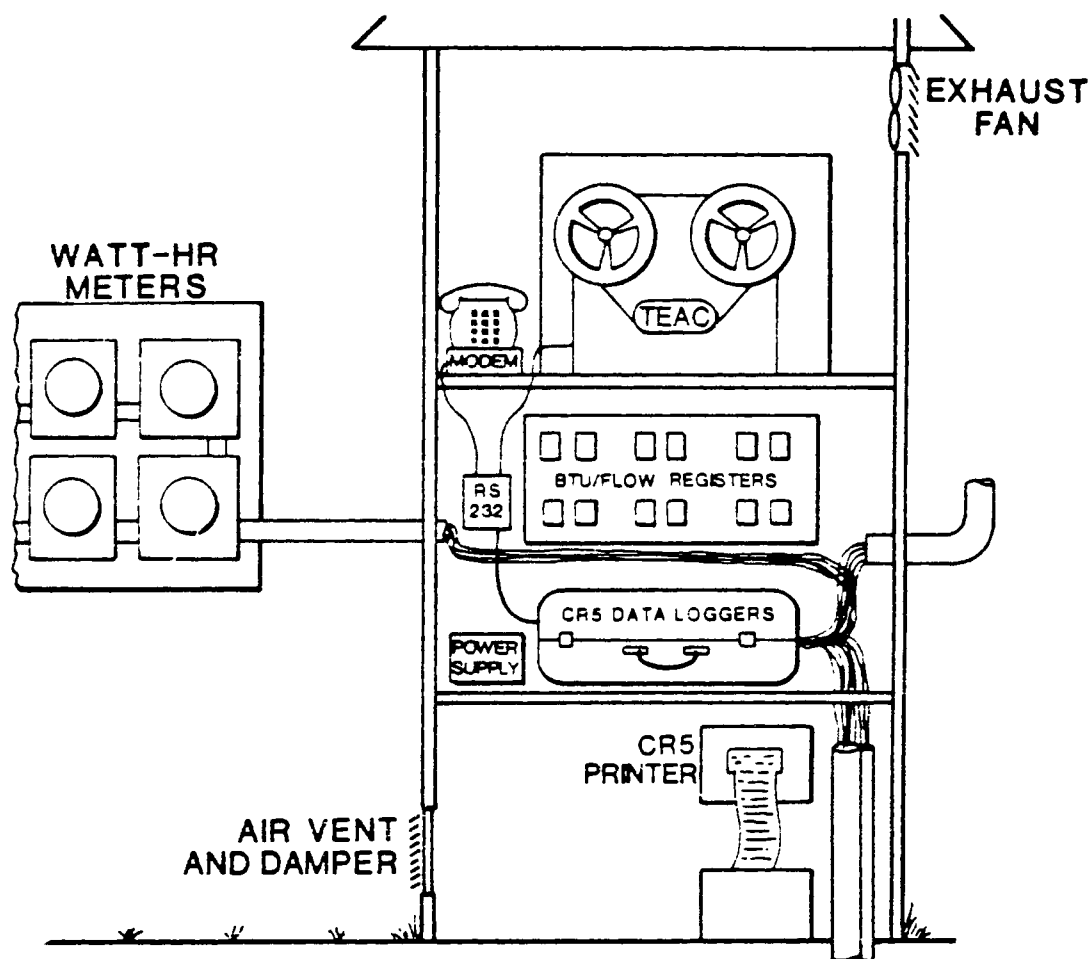 EXHAUST
FAN
WATT-HR
METERS
TEAC
MODEM
BTU/FLOW REGISTERS
RS
232
CR5 DATA LOGGERS
POWER
SUPPLY
CR5
PRINTER
AIR VENT
AND DAMPER